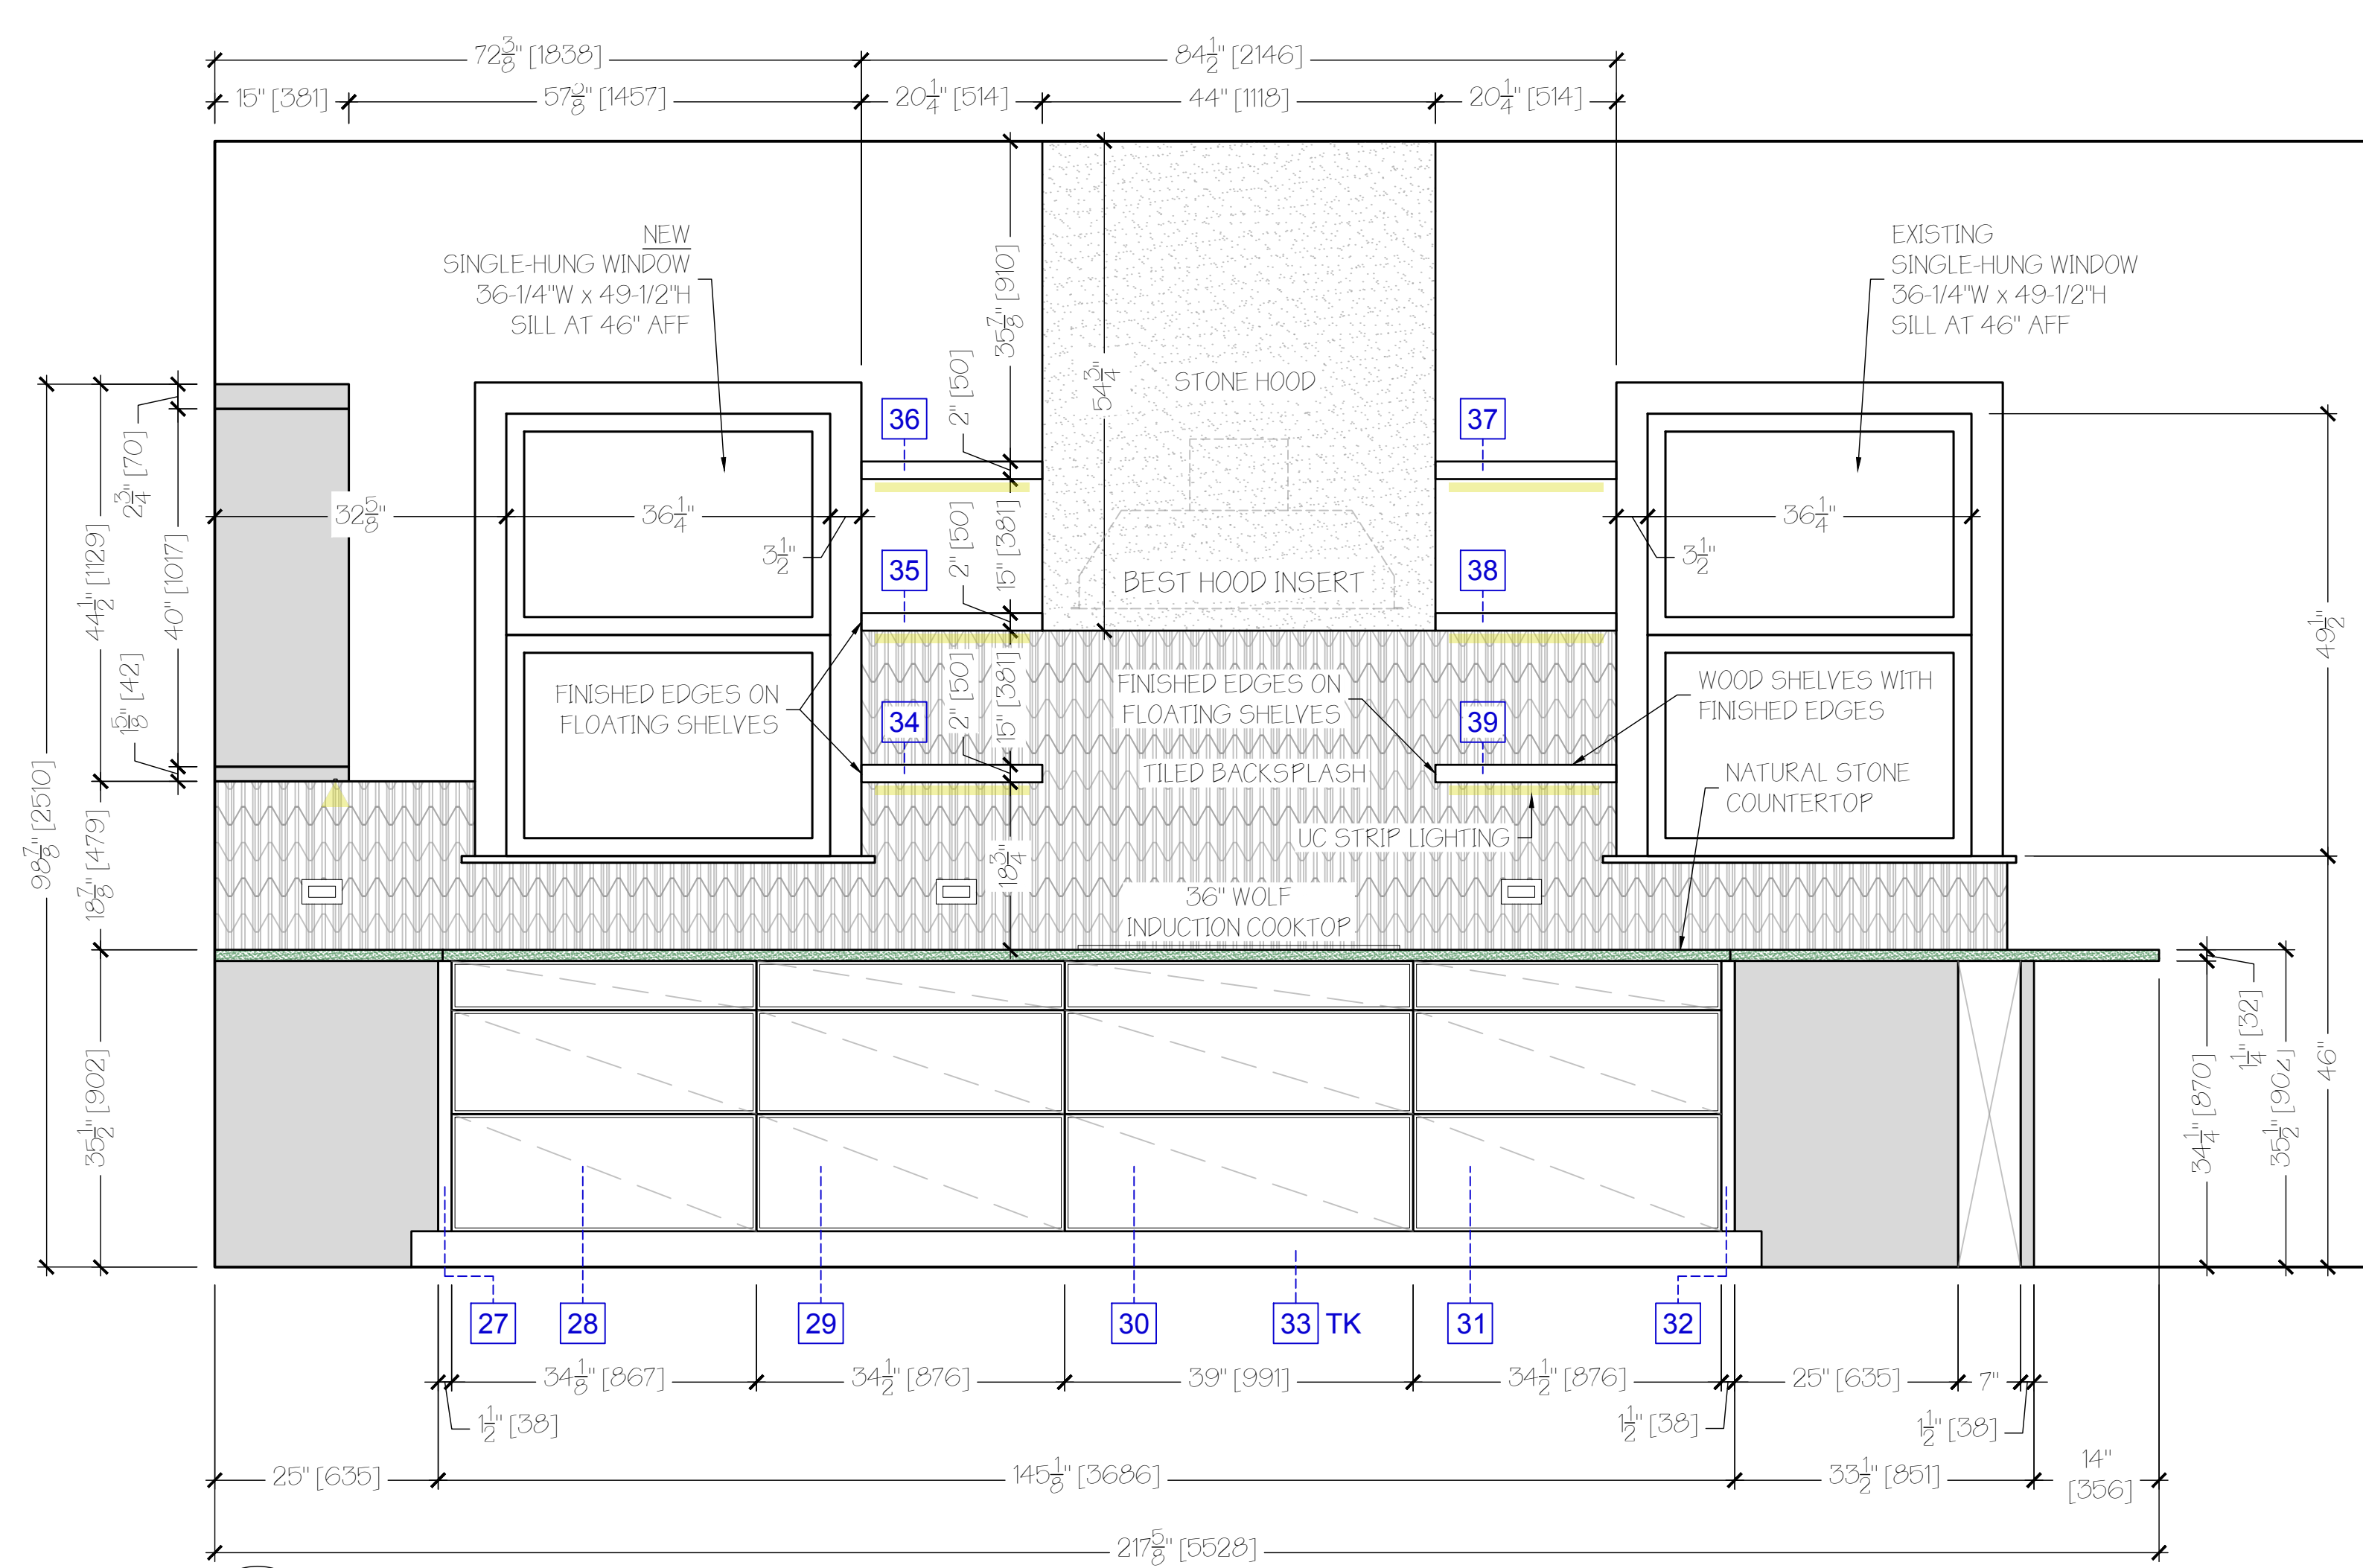 72 3/8" [1838]
84 1/2" [2146]
15" [381]
57 3/8" [1457]
20 1/4" [514]
44" [1118]
20 1/4" [514]
NEW
SINGLE-HUNG WINDOW
36-1/4"W x 49-1/2"H
SILL AT 46" AFF
EXISTING
SINGLE-HUNG WINDOW
36-1/4"W x 49-1/2"H
SILL AT 46" AFF
35 7/8" [910]
54 3/4"
STONE HOOD
36
2" [50]
37
2 3/4" [70]
32 5/8"
36 1/4"
3 1/2"
36 1/4"
3 1/2"
44 1/2" [1129]
40" [1017]
35
2" [50]
15" [381]
BEST HOOD INSERT
38
49 1/2"
1 5/8" [42]
FINISHED EDGES ON
FLOATING SHELVES
34
2" [50]
15" [381]
FINISHED EDGES ON
FLOATING SHELVES
39
WOOD SHELVES WITH
FINISHED EDGES
TILED BACKSPLASH
NATURAL STONE
COUNTERTOP
UC STRIP LIGHTING
98 7/8" [2510]
18 7/8" [479]
18 3/4"
36" WOLF
INDUCTION COOKTOP
35 1/2" [902]
1 1/4" [32]
34 1/4" [870]
35 1/2" [902]
46"
27
28
29
30
33 TK
31
32
34 1/8" [867]
34 1/2" [876]
39" [991]
34 1/2" [876]
25" [635]
7"
1 1/2" [38]
1 1/2" [38]
1 1/2" [38]
25" [635]
145 1/8" [3686]
33 1/2" [851]
14"
[356]
217 5/8" [5528]